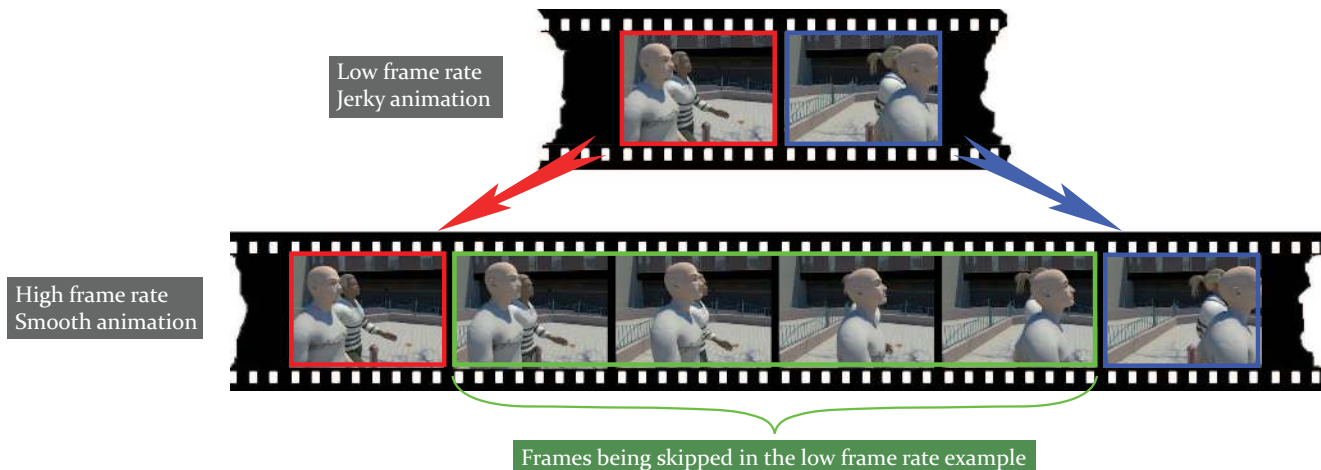 Low frame rate
Jerky animation
High frame rate
Smooth animation
Frames being skipped in the low frame rate example